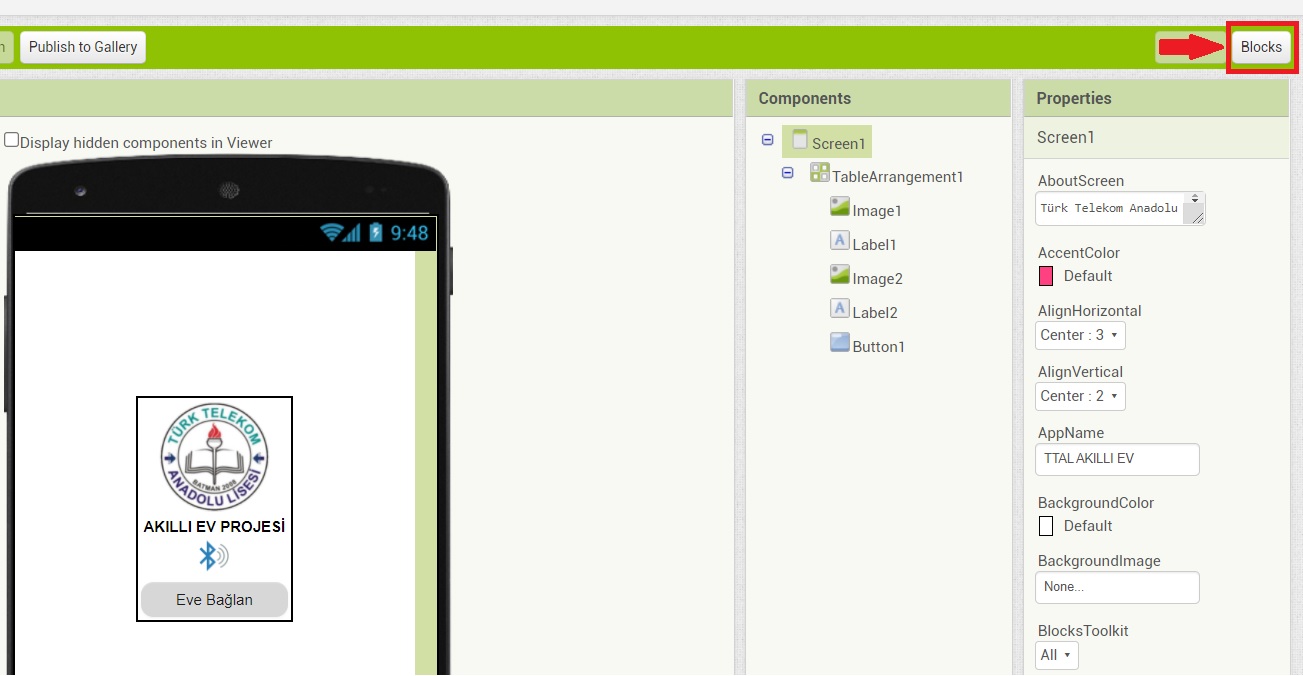 Publish to Gallery
Blocks
Components
Properties
Display hidden components in Viewer
Screen1
TableArrangement1
Image1
Label1
Image2
Label2
Button1
Screen1
AboutScreen
Türk Telekom Anadolu
AccentColor
Default
AlignHorizontal
Center : 3
AlignVertical
Center : 2
AppName
TTAL AKILLI EV
BackgroundColor
Default
BackgroundImage
None...
BlocksToolkit
All
9:48
TÜRK TELEKOM
BATMAN 2008
ANADOLU LİSESİ
AKILLI EV PROJESİ
Eve Bağlan